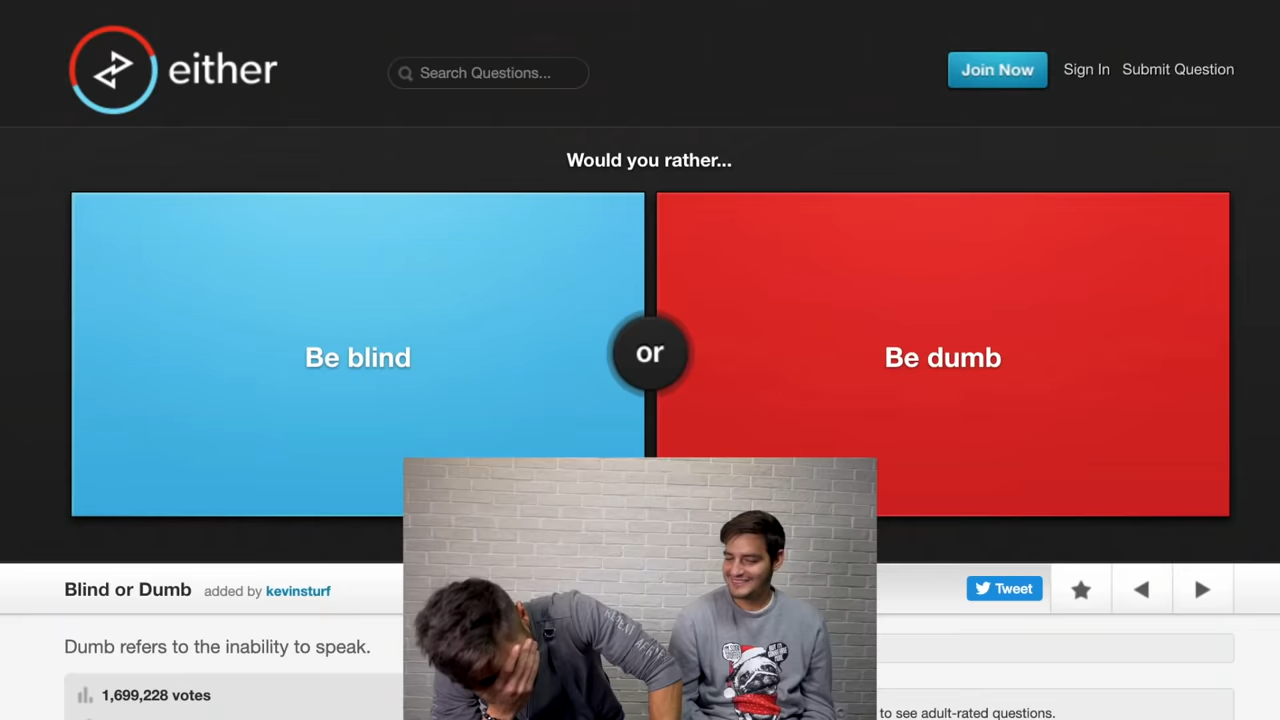 either
Search Questions...
Join Now
Sign In
Submit Question
Would you rather...
Be blind
or
Be dumb
Blind or Dumb
added by kevinsturf
Tweet
Dumb refers to the inability to speak.
1,699,228 votes
to see adult-rated questions.